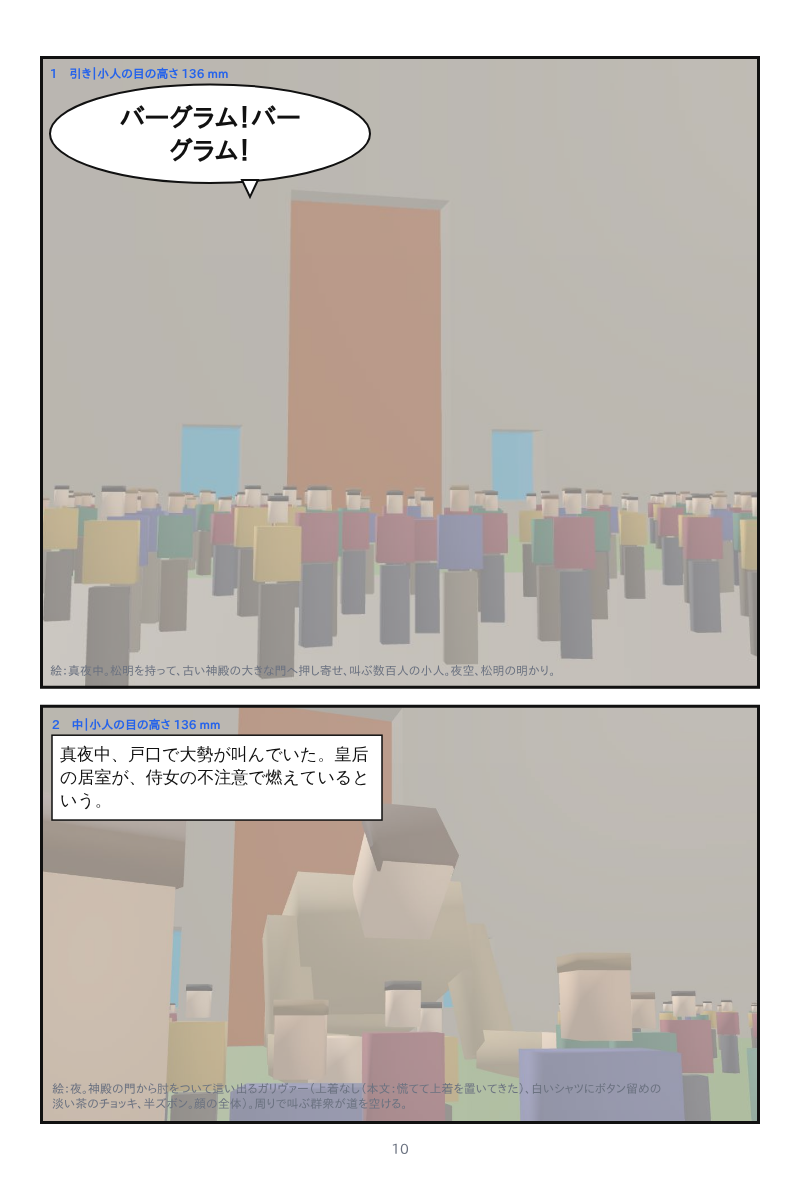 1 引き|小人の目の高さ 136 mm
バーグラム!バー
グラム!
絵:真夜中。松明を持って、古い神殿の大きな門へ押し寄せ、叫ぶ数百人の小人。夜空、松明の明かり。
2 中|小人の目の高さ 136 mm
真夜中、戸口で大勢が叫んでいた。皇后
の居室が、侍女の不注意で燃えていると
いう。
絵:夜。神殿の門から肘をついて這い出るガリヴァー(上着なし(本文:慌てて上着を置いてきた)、白いシャツにボタン留めの
淡い茶のチョッキ、半ズボン。顔の全体)。周りで叫ぶ群衆が道を空ける。
10